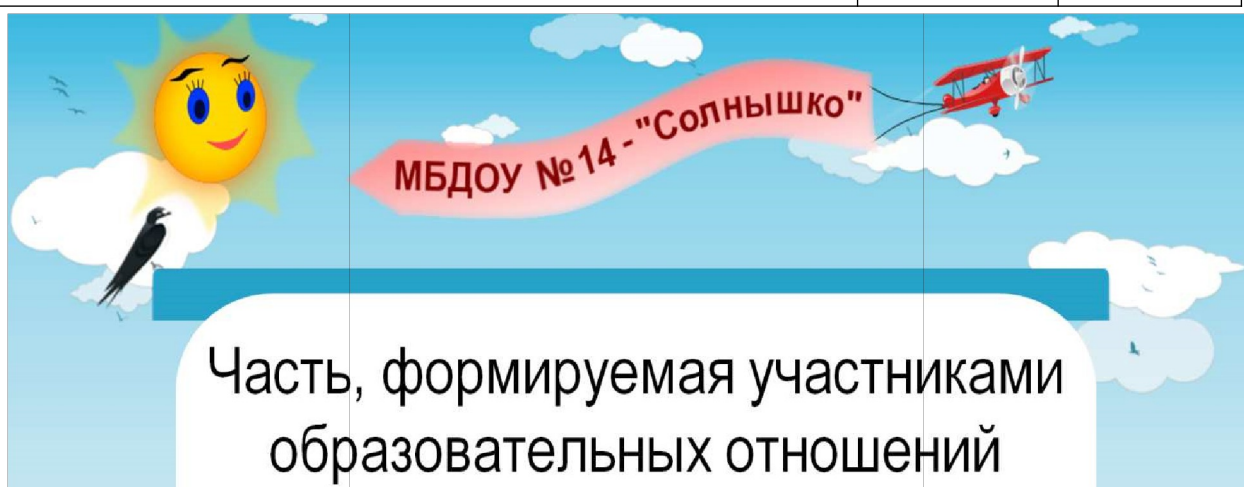 МБДОУ №14 - "Солнышко"
Часть, формируемая участниками
образовательных отношений